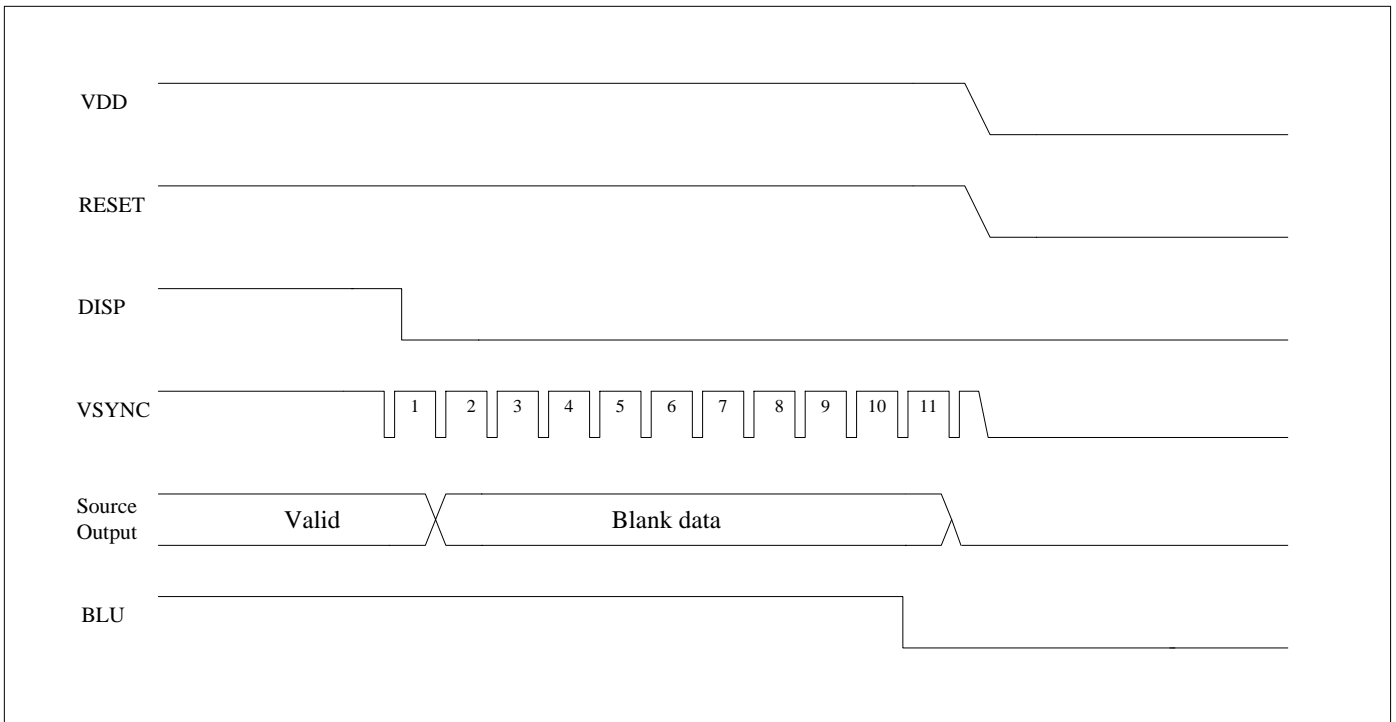 VDD
RESET
DISP
VSYNC
1 2 3 4 5 6 7 8 9 10 11
Source
Output
Valid
Blank data
BLU